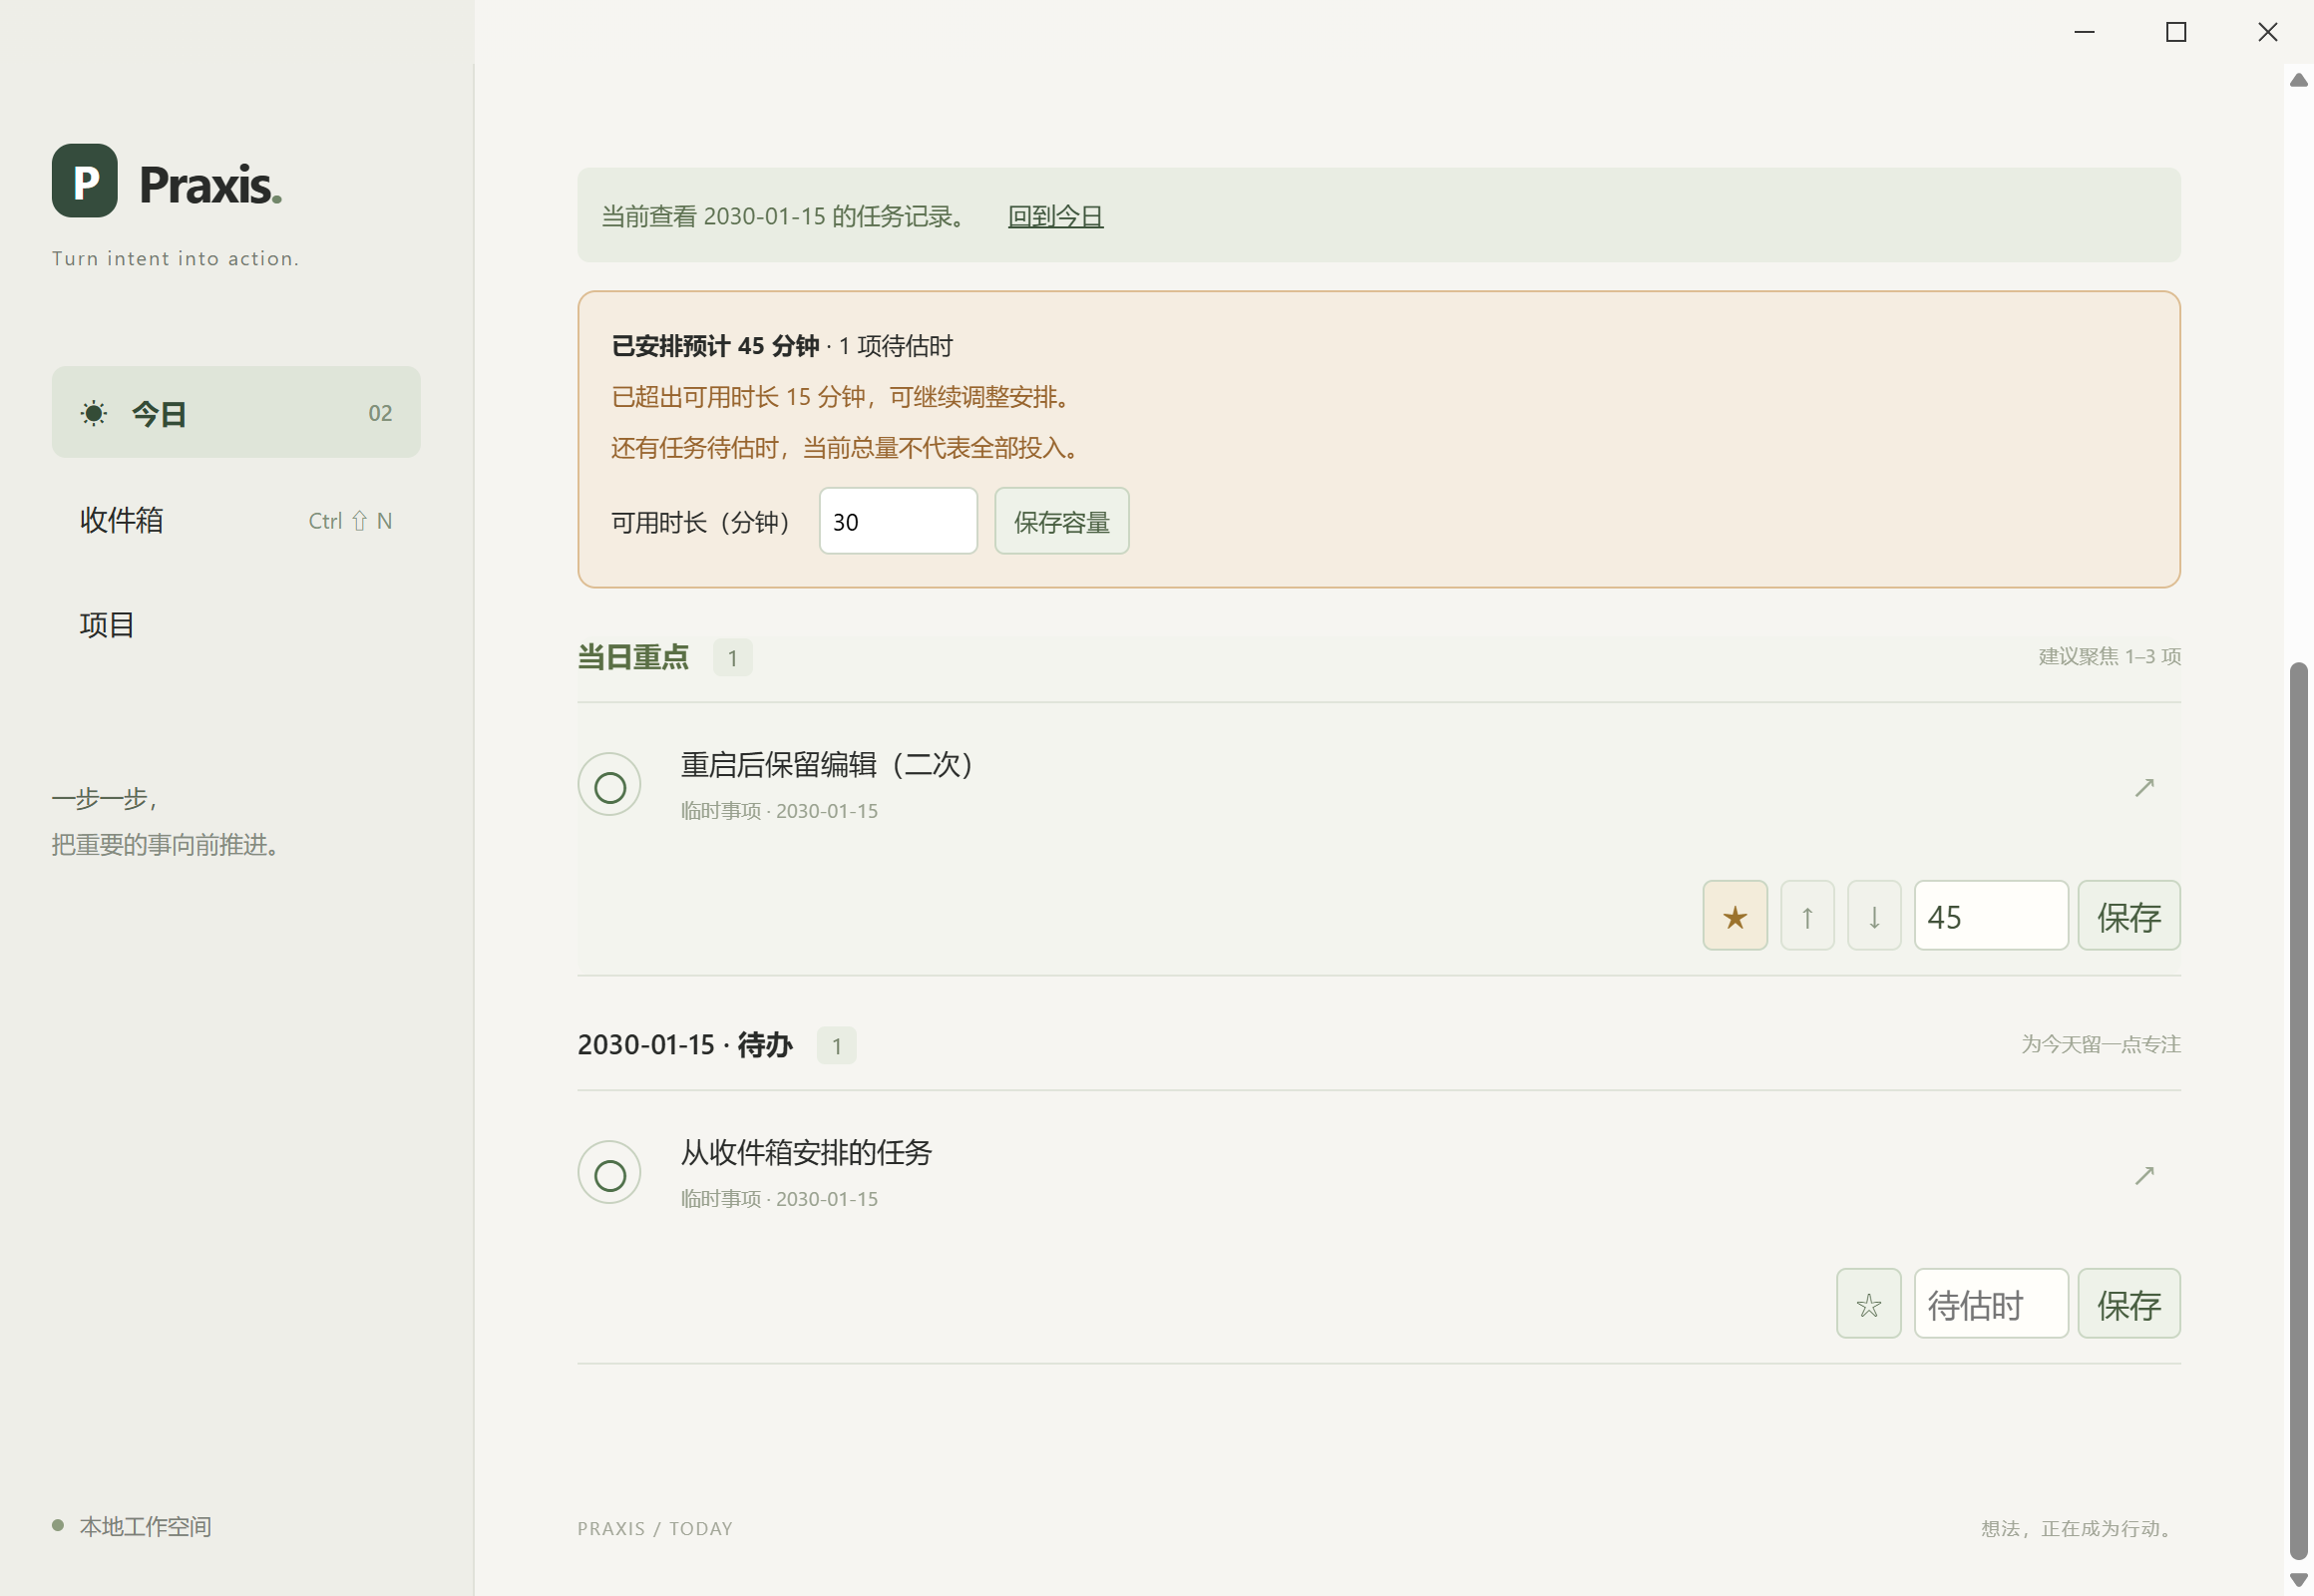 P Praxis.
Turn intent into action.
今日 02
收件箱 Ctrl ⇧ N
项目
一步一步，
把重要的事向前推进。
本地工作空间
当前查看 2030-01-15 的任务记录。 回到今日
已安排预计 45 分钟 · 1 项待估时
已超出可用时长 15 分钟，可继续调整安排。
还有任务待估时，当前总量不代表全部投入。
可用时长（分钟） 30 保存容量
当日重点 1 建议聚焦 1–3 项
重启后保留编辑（二次） ↗
临时事项 · 2030-01-15
★ ↑ ↓ 45 保存
2030-01-15 · 待办 1 为今天留一点专注
从收件箱安排的任务 ↗
临时事项 · 2030-01-15
☆ 待估时 保存
PRAXIS / TODAY 想法，正在成为行动。